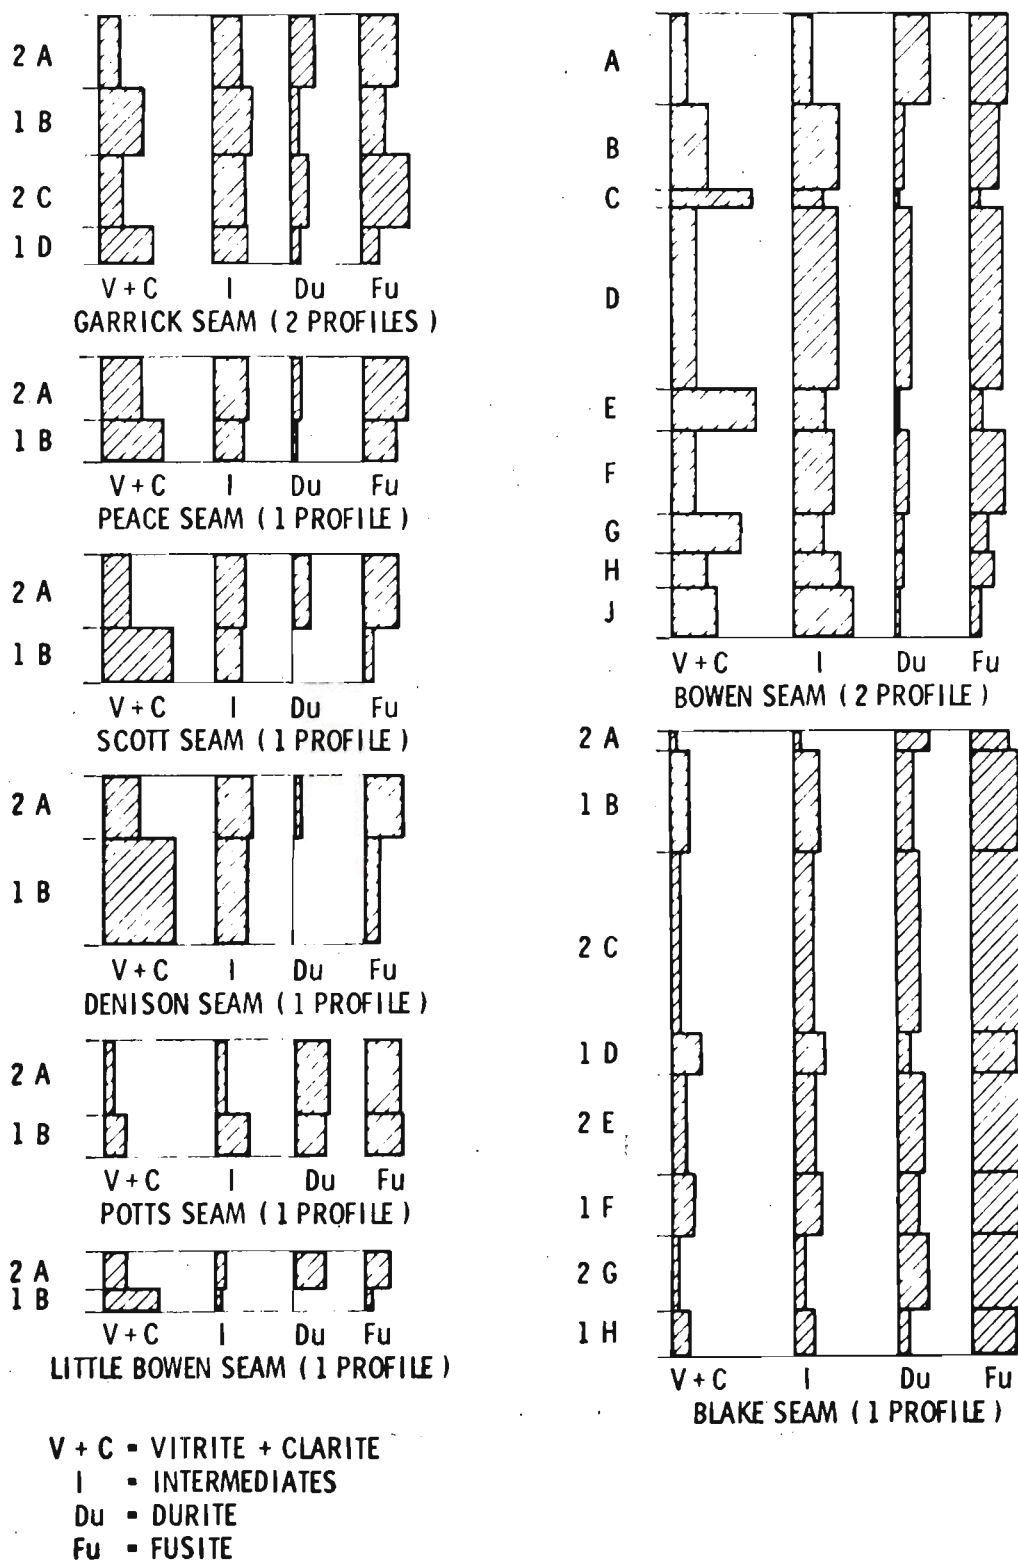 2 A
1 B
2 C
1 D
V + C I Du Fu
GARRICK SEAM ( 2 PROFILES )
2 A
1 B
V + C I Du Fu
PEACE SEAM ( 1 PROFILE )
2 A
1 B
V + C I Du Fu
SCOTT SEAM ( 1 PROFILE )
2 A
1 B
V + C I Du Fu
DENISON SEAM ( 1 PROFILE )
2 A
1 B
V + C I Du Fu
POTTS SEAM ( 1 PROFILE )
2 A
1 B
V + C I Du Fu
LITTLE BOWEN SEAM ( 1 PROFILE )
V + C = VITRITE + CLARITE
I = INTERMEDIATES
Du = DURITE
Fu = FUSITE
A
B
C
D
E
F
G
H
J
V + C I Du Fu
BOWEN SEAM ( 2 PROFILE )
2 A
1 B
2 C
1 D
2 E
1 F
2 G
1 H
V + C I Du Fu
BLAKE SEAM ( 1 PROFILE )